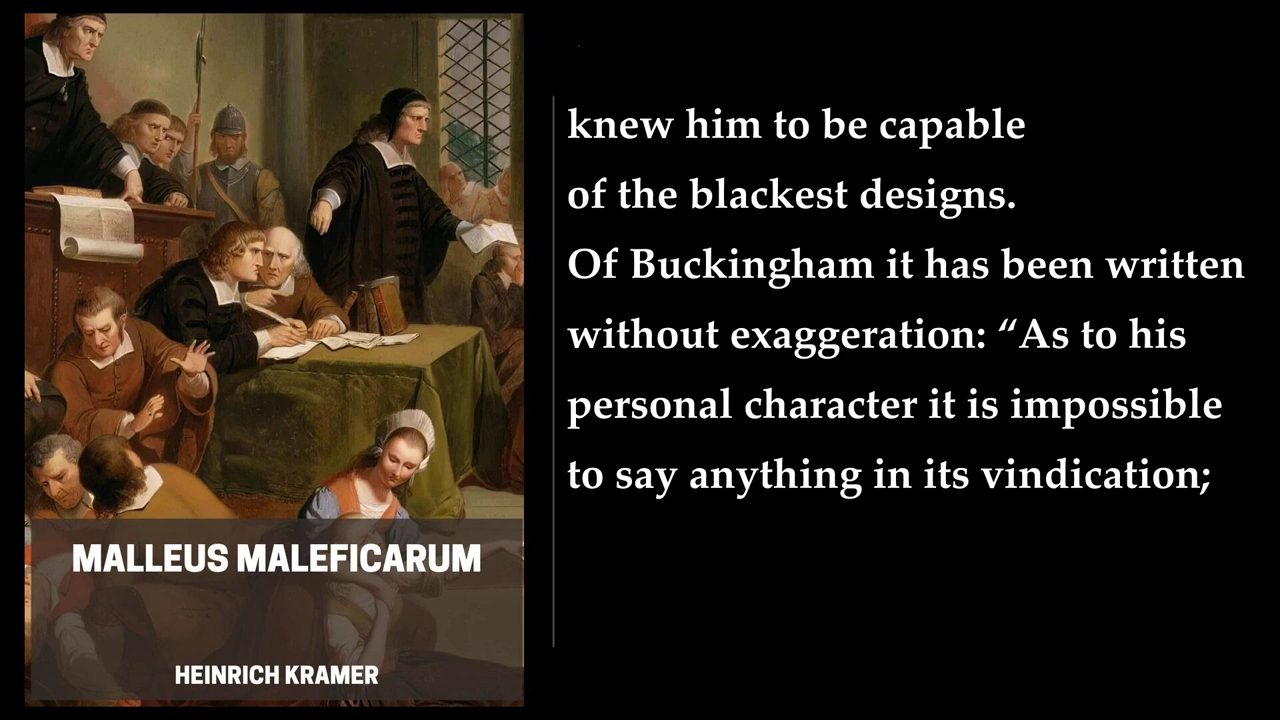 MALLEUS MALEFICARUM
HEINRICH KRAMER
knew him to be capable
of the blackest designs.
Of Buckingham it has been written
without exaggeration: “As to his
personal character it is impossible
to say anything in its vindication;